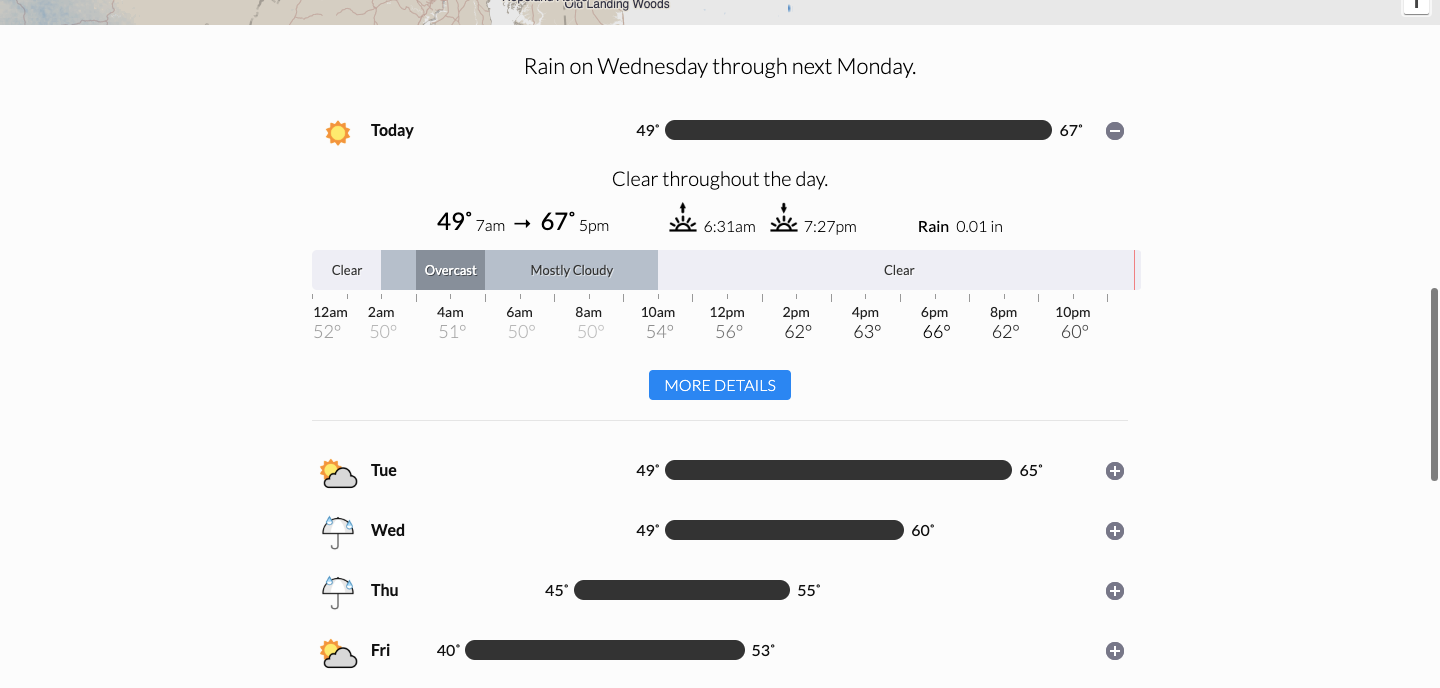 Old Landing Woods
Rain on Wednesday through next Monday.
Today 49˚ 67˚
Clear throughout the day.
49˚ 7am → 67˚ 5pm 6:31am 7:27pm Rain 0.01 in
Clear Overcast Mostly Cloudy Clear
12am 2am 4am 6am 8am 10am 12pm 2pm 4pm 6pm 8pm 10pm
52° 50° 51° 50° 50° 54° 56° 62° 63° 66° 62° 60°
MORE DETAILS
Tue 49˚ 65˚
Wed 49˚ 60˚
Thu 45˚ 55˚
Fri 40˚ 53˚